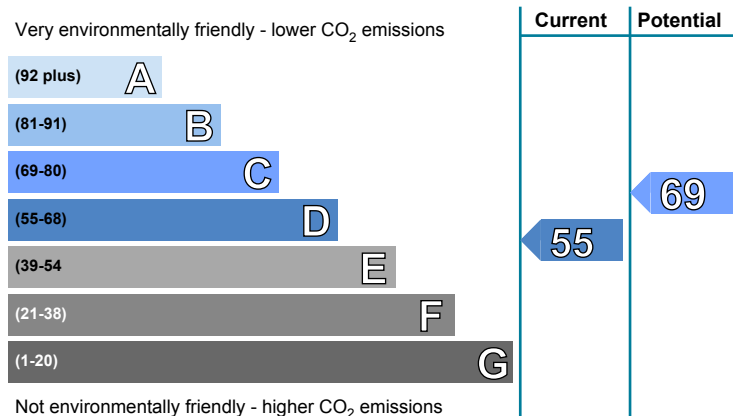 Current Potential
Very environmentally friendly - lower CO2 emissions
(92 plus) A
(81-91) B
(69-80) C
69
(55-68) D
55
(39-54 E
(21-38) F
(1-20) G
Not environmentally friendly - higher CO2 emissions